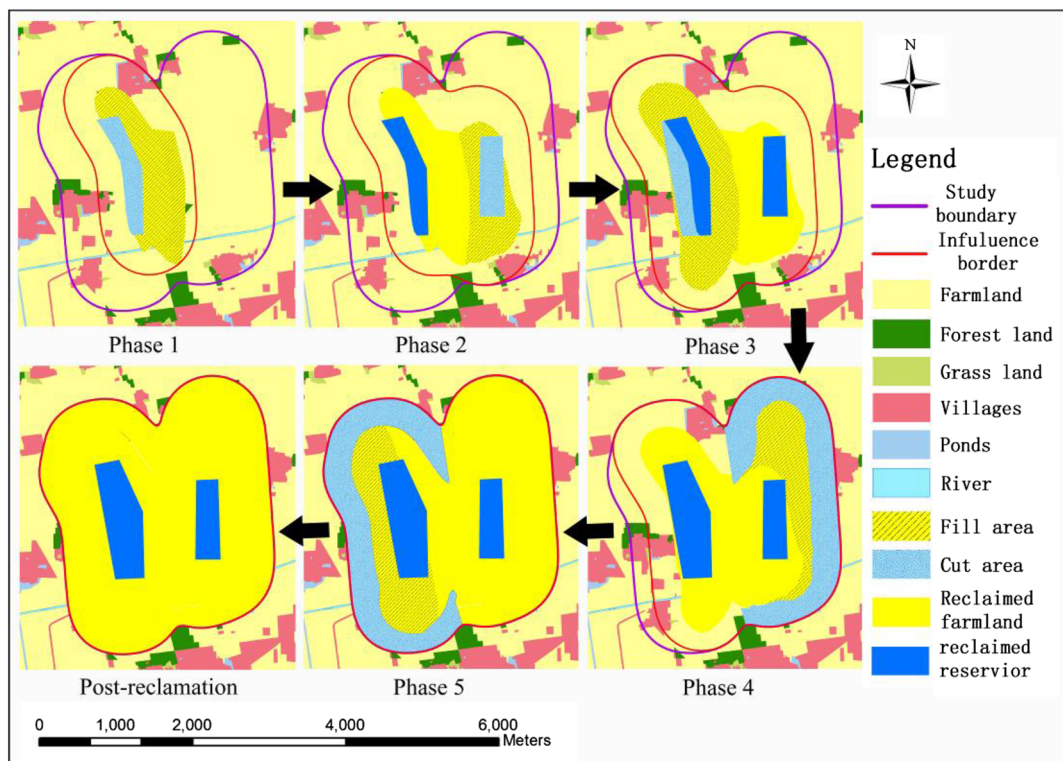 N
Legend
Study
boundary
Infuluence
border
Farmland
Forest land
Grass land
Villages
Ponds
River
Fill area
Cut area
Reclaimed
farmland
reclaimed
reservior
Phase 1
Phase 2
Phase 3
Post-reclamation
Phase 5
Phase 4
0 1,000 2,000 4,000 6,000
Meters